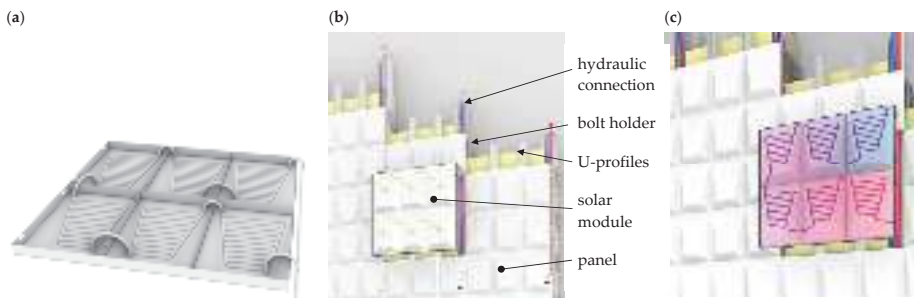 (a)
(b)
(c)
hydraulic
connection
bolt holder
U-profiles
solar
module
panel